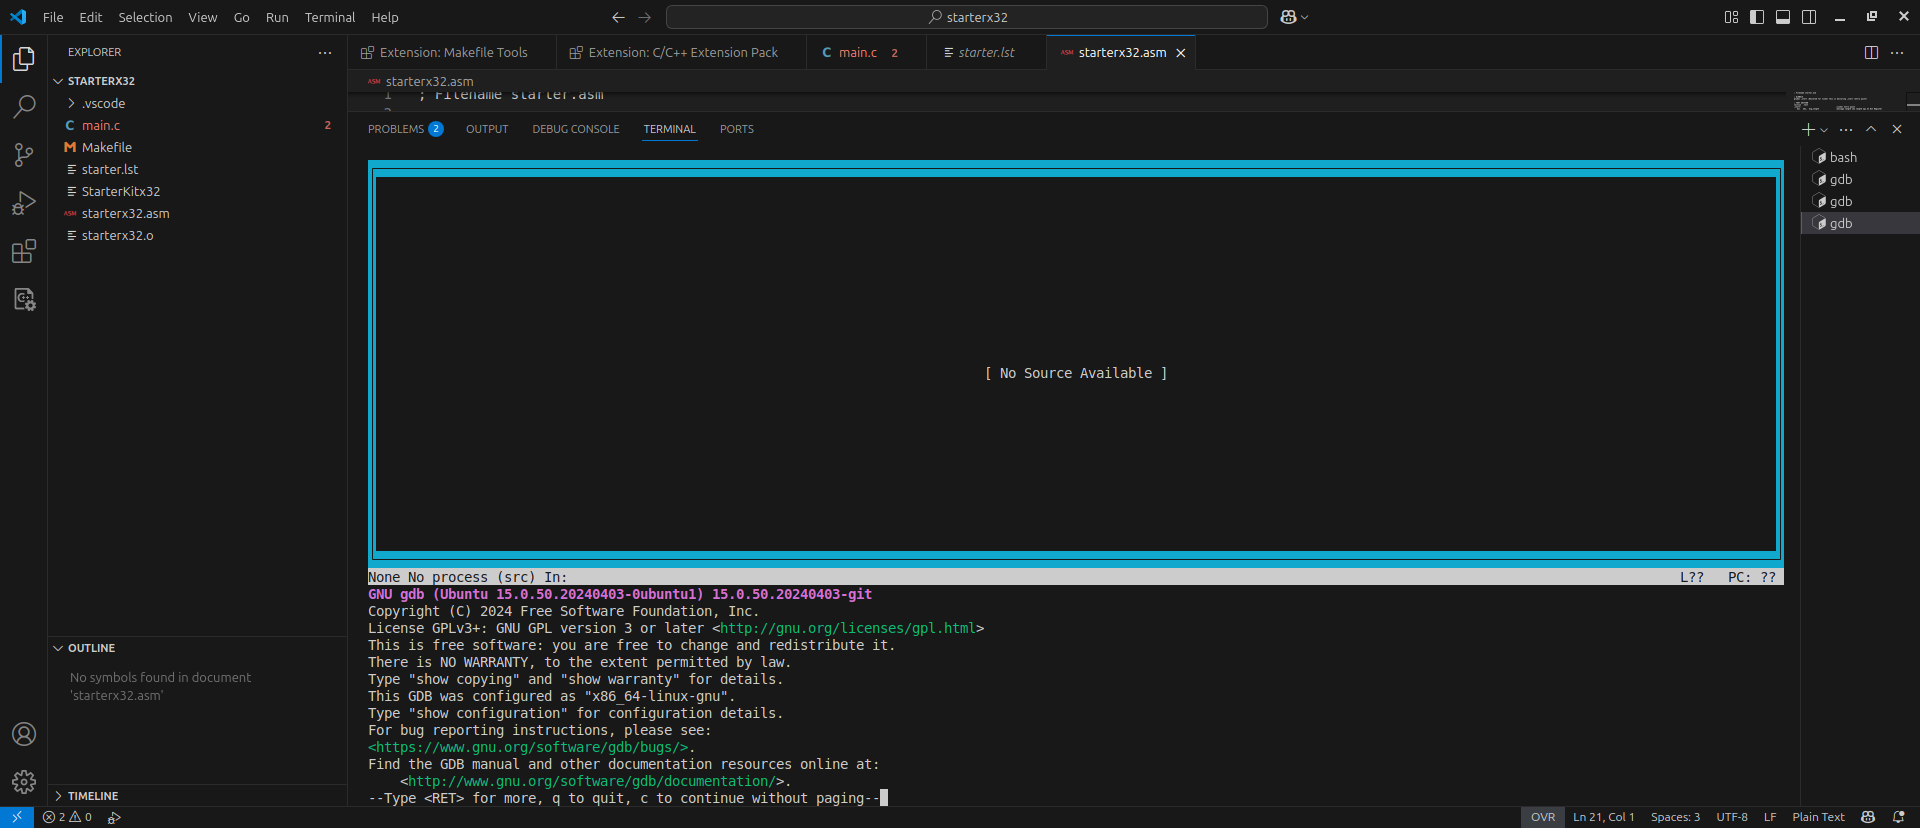 File Edit Selection View Go Run Terminal Help
starterx32
EXPLORER
Extension: Makefile Tools
Extension: C/C++ Extension Pack
C main.c 2
starter.lst
ASM starterx32.asm
STARTERX32
ASM starterx32.asm
.vscode
1 ; Filename starter.asm
C main.c 2
M Makefile
starter.lst
StarterKitx32
ASM starterx32.asm
starterx32.o
PROBLEMS 2 OUTPUT DEBUG CONSOLE TERMINAL PORTS
bash
gdb
gdb
gdb
[ No Source Available ]
None No process (src) In: L?? PC: ??
GNU gdb (Ubuntu 15.0.50.20240403-0ubuntu1) 15.0.50.20240403-git
Copyright (C) 2024 Free Software Foundation, Inc.
License GPLv3+: GNU GPL version 3 or later <http://gnu.org/licenses/gpl.html>
This is free software: you are free to change and redistribute it.
There is NO WARRANTY, to the extent permitted by law.
Type "show copying" and "show warranty" for details.
This GDB was configured as "x86_64-linux-gnu".
Type "show configuration" for configuration details.
For bug reporting instructions, please see:
<https://www.gnu.org/software/gdb/bugs/>.
Find the GDB manual and other documentation resources online at:
<http://www.gnu.org/software/gdb/documentation/>.
--Type <RET> for more, q to quit, c to continue without paging--
OUTLINE
No symbols found in document
'starterx32.asm'
TIMELINE
2 0
OVR Ln 21, Col 1 Spaces: 3 UTF-8 LF Plain Text